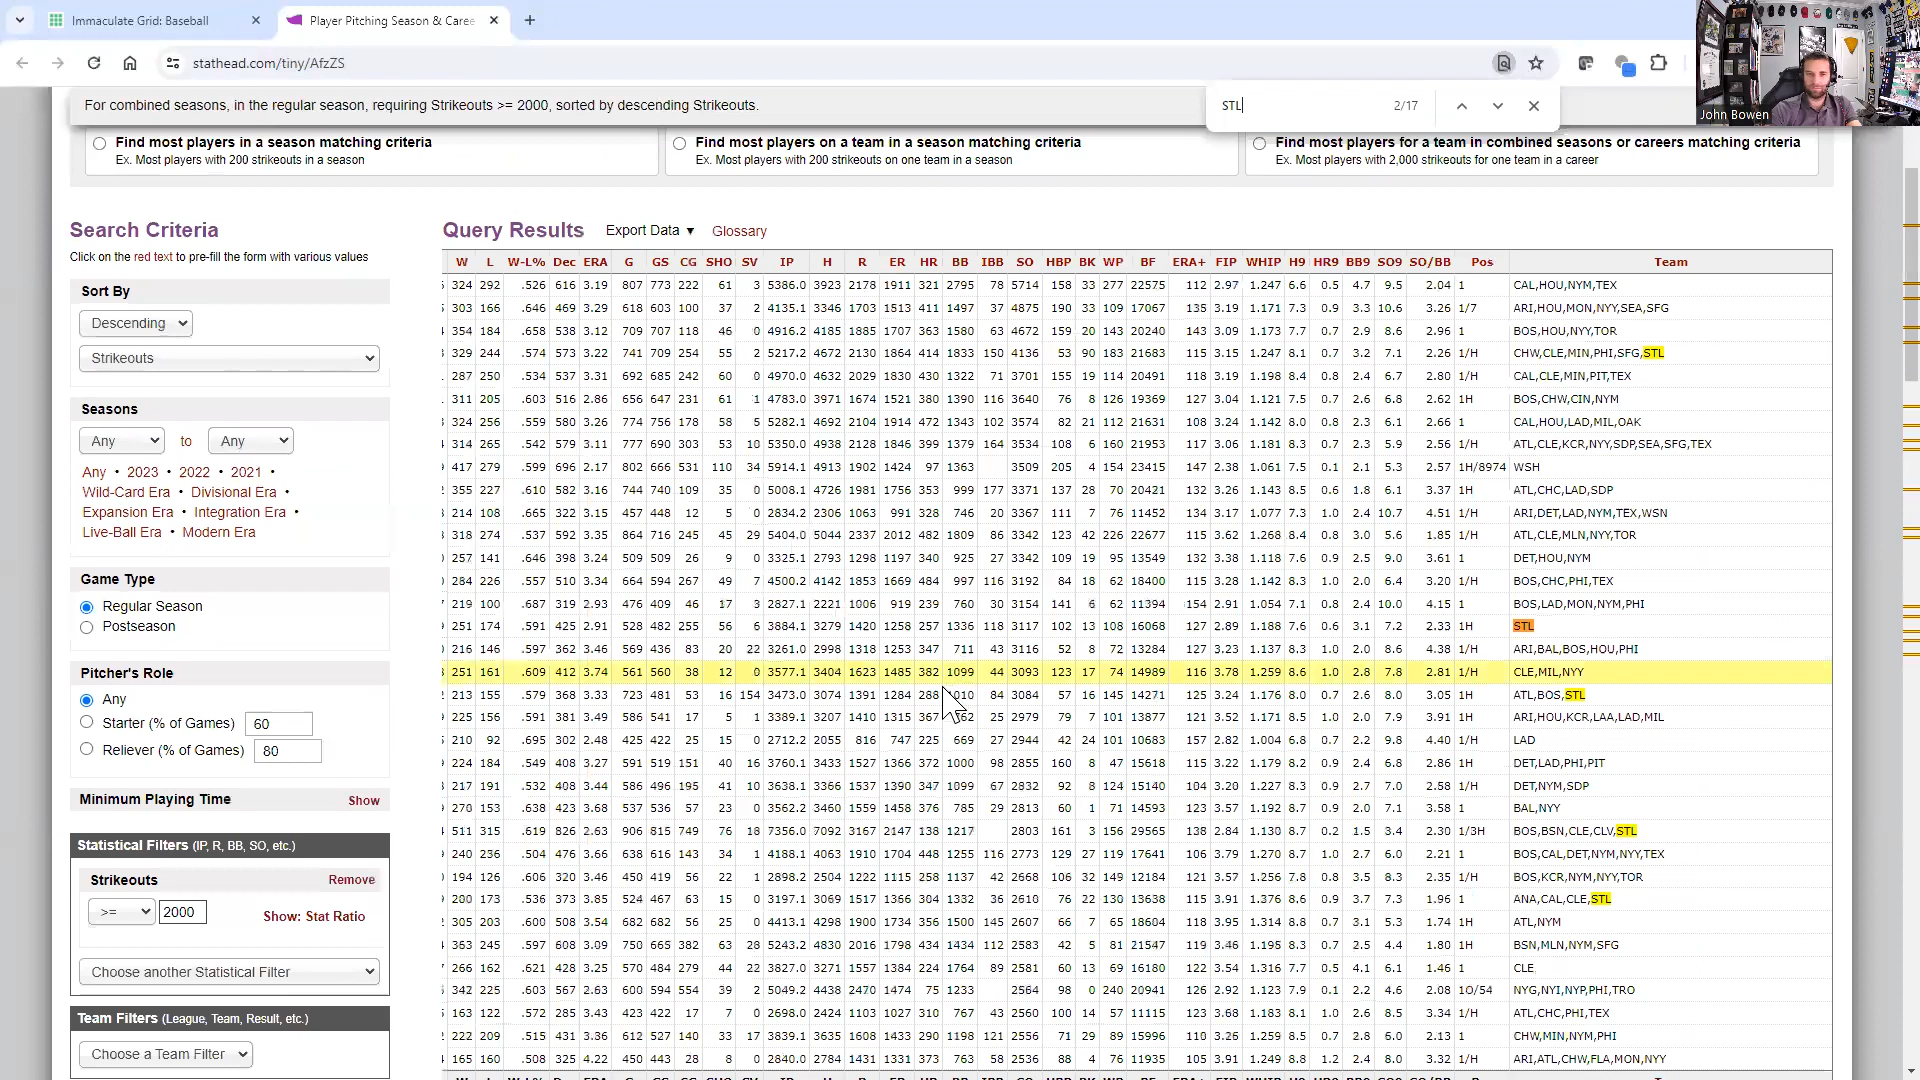 Immaculate Grid: Baseball
Player Pitching Season & Caree
stathead.com/tiny/AfzZS
For combined seasons, in the regular season, requiring Strikeouts >= 2000, sorted by descending Strikeouts.
STL 2/17
John Bowen
Find most players in a season matching criteria
Ex. Most players with 200 strikeouts in a season
Find most players on a team in a season matching criteria
Ex. Most players with 200 strikeouts on one team in a season
Find most players for a team in combined seasons or careers matching criteria
Ex. Most players with 2,000 strikeouts for one team in a career
Search Criteria
Click on the red text to pre-fill the form with various values
Sort By
Descending
Strikeouts
Seasons
Any to Any
Any • 2023 • 2022 • 2021 •
Wild-Card Era • Divisional Era •
Expansion Era • Integration Era •
Live-Ball Era • Modern Era
Game Type
Regular Season
Postseason
Pitcher's Role
Any
Starter (% of Games) 60
Reliever (% of Games) 80
Minimum Playing Time Show
Statistical Filters (IP, R, BB, SO, etc.)
Strikeouts Remove
>= 2000 Show: Stat Ratio
Choose another Statistical Filter
Team Filters (League, Team, Result, etc.)
Choose a Team Filter
Query Results Export Data ▼ Glossary
W L W-L% Dec ERA G GS CG SHO SV IP H R ER HR BB IBB SO HBP BK WP BF ERA+ FIP WHIP H9 HR9 BB9 SO9 SO/BB Pos Team
324 292 .526 616 3.19 807 773 222 61 3 5386.0 3923 2178 1911 321 2795 78 5714 158 33 277 22575 112 2.97 1.247 6.6 0.5 4.7 9.5 2.04 1 CAL,HOU,NYM,TEX
303 166 .646 469 3.29 618 603 100 37 2 4135.1 3346 1703 1513 411 1497 37 4875 190 33 109 17067 135 3.19 1.171 7.3 0.9 3.3 10.6 3.26 1/7 ARI,HOU,MON,NYY,SEA,SFG
354 184 .658 538 3.12 709 707 118 46 0 4916.2 4185 1885 1707 363 1580 63 4672 159 20 143 20240 143 3.09 1.173 7.7 0.7 2.9 8.6 2.96 1 BOS,HOU,NYY,TOR
329 244 .574 573 3.22 741 709 254 55 2 5217.2 4672 2130 1864 414 1833 150 4136 53 90 183 21683 115 3.15 1.247 8.1 0.7 3.2 7.1 2.26 1/H CHW,CLE,MIN,PHI,SFG,STL
287 250 .534 537 3.31 692 685 242 60 0 4970.0 4632 2029 1830 430 1322 71 3701 155 19 114 20491 118 3.19 1.198 8.4 0.8 2.4 6.7 2.80 1/H CAL,CLE,MIN,PIT,TEX
311 205 .603 516 2.86 656 647 231 61 1 4783.0 3971 1674 1521 380 1390 116 3640 76 8 126 19369 127 3.04 1.121 7.5 0.7 2.6 6.8 2.62 1H BOS,CHW,CIN,NYM
324 256 .559 580 3.26 774 756 178 58 5 5282.1 4692 2104 1914 472 1343 102 3574 82 21 112 21631 108 3.24 1.142 8.0 0.8 2.3 6.1 2.66 1 CAL,HOU,LAD,MIL,OAK
314 265 .542 579 3.11 777 690 303 53 10 5350.0 4938 2128 1846 399 1379 164 3534 108 6 160 21953 117 3.06 1.181 8.3 0.7 2.3 5.9 2.56 1/H ATL,CLE,KCR,NYY,SDP,SEA,SFG,TEX
417 279 .599 696 2.17 802 666 531 110 34 5914.1 4913 1902 1424 97 1363 3509 205 4 154 23415 147 2.38 1.061 7.5 0.1 2.1 5.3 2.57 1H/8974 WSH
355 227 .610 582 3.16 744 740 109 35 0 5008.1 4726 1981 1756 353 999 177 3371 137 28 70 20421 132 3.26 1.143 8.5 0.6 1.8 6.1 3.37 1H ATL,CHC,LAD,SDP
214 108 .665 322 3.15 457 448 12 5 0 2834.2 2306 1063 991 328 746 20 3367 111 7 76 11452 134 3.17 1.077 7.3 1.0 2.4 10.7 4.51 1/H ARI,DET,LAD,NYM,TEX,WSN
318 274 .537 592 3.35 864 716 245 45 29 5404.0 5044 2337 2012 482 1809 86 3342 123 42 226 22677 115 3.62 1.268 8.4 0.8 3.0 5.6 1.85 1/H ATL,CLE,MLN,NYY,TOR
257 141 .646 398 3.24 509 509 26 9 0 3325.1 2793 1298 1197 340 925 27 3342 109 19 95 13549 132 3.38 1.118 7.6 0.9 2.5 9.0 3.61 1 DET,HOU,NYM
284 226 .557 510 3.34 664 594 267 49 7 4500.2 4142 1853 1669 484 997 116 3192 84 18 62 18400 115 3.28 1.142 8.3 1.0 2.0 6.4 3.20 1/H BOS,CHC,PHI,TEX
219 100 .687 319 2.93 476 409 46 17 3 2827.1 2221 1006 919 239 760 30 3154 141 6 62 11394 154 2.91 1.054 7.1 0.8 2.4 10.0 4.15 1 BOS,LAD,MON,NYM,PHI
251 174 .591 425 2.91 528 482 255 56 6 3884.1 3279 1420 1258 257 1336 118 3117 102 13 108 16068 127 2.89 1.188 7.6 0.6 3.1 7.2 2.33 1H STL
216 146 .597 362 3.46 569 436 83 20 22 3261.0 2998 1318 1253 347 711 43 3116 52 8 72 13284 127 3.23 1.137 8.3 1.0 2.0 8.6 4.38 1/H ARI,BAL,BOS,HOU,PHI
251 161 .609 412 3.74 561 560 38 12 0 3577.1 3404 1623 1485 382 1099 44 3093 123 17 74 14989 116 3.78 1.259 8.6 1.0 2.8 7.8 2.81 1/H CLE,MIL,NYY
213 155 .579 368 3.33 723 481 53 16 154 3473.0 3074 1391 1284 288 010 84 3084 57 16 145 14271 125 3.24 1.176 8.0 0.7 2.6 8.0 3.05 1H ATL,BOS,STL
225 156 .591 381 3.49 586 541 17 5 1 3389.1 3207 1410 1315 367 62 25 2979 79 7 101 13877 121 3.52 1.171 8.5 1.0 2.0 7.9 3.91 1H ARI,HOU,KCR,LAA,LAD,MIL
210 92 .695 302 2.48 425 422 25 15 0 2712.2 2055 816 747 225 669 27 2944 42 24 101 10683 157 2.82 1.004 6.8 0.7 2.2 9.8 4.40 1/H LAD
224 184 .549 408 3.27 591 519 151 40 16 3760.1 3433 1527 1366 372 1000 98 2855 160 8 47 15618 115 3.22 1.179 8.2 0.9 2.4 6.8 2.86 1H DET,LAD,PHI,PIT
217 191 .532 408 3.44 586 496 195 41 10 3638.1 3366 1537 1390 347 1099 67 2832 92 8 124 15140 104 3.20 1.227 8.3 0.9 2.7 7.0 2.58 1/H DET,NYM,SDP
270 153 .638 423 3.68 537 536 57 23 0 3562.2 3460 1559 1458 376 785 29 2813 60 1 71 14593 123 3.57 1.192 8.7 0.9 2.0 7.1 3.58 1 BAL,NYY
511 315 .619 826 2.63 906 815 749 76 18 7356.0 7092 3167 2147 138 1217 2803 161 3 156 29565 138 2.84 1.130 8.7 0.2 1.5 3.4 2.30 1/3H BOS,BSN,CLE,CLV,STL
240 236 .504 476 3.66 638 616 143 34 1 4188.1 4063 1910 1704 448 1255 116 2773 129 27 119 17641 106 3.79 1.270 8.7 1.0 2.7 6.0 2.21 1 BOS,CAL,DET,NYM,NYY,TEX
194 126 .606 320 3.46 450 419 56 22 1 2898.2 2504 1222 1115 258 1137 42 2668 106 32 149 12184 121 3.57 1.256 7.8 0.8 3.5 8.3 2.35 1/H BOS,KCR,NYM,NYY,TOR
200 173 .536 373 3.85 524 467 63 15 0 3197.1 3069 1517 1366 304 1332 36 2610 76 22 130 13638 115 3.91 1.376 8.6 0.9 3.7 7.3 1.96 1 ANA,CAL,CLE,STL
305 203 .600 508 3.54 682 682 56 25 0 4413.1 4298 1900 1734 356 1500 142 2607 66 7 65 18604 118 3.95 1.314 8.8 0.7 3.1 5.3 1.74 1H ATL,NYM
363 245 .597 608 3.09 750 665 382 63 28 5243.2 4830 2016 1798 434 1434 112 2583 42 5 81 21547 119 3.46 1.195 8.3 0.7 2.5 4.4 1.80 1H BSN,MLN,NYM,SFG
266 162 .621 428 3.25 570 484 279 44 22 3827.0 3271 1557 1384 224 1764 89 2581 60 13 69 16180 122 3.54 1.316 7.7 0.5 4.1 6.1 1.46 1 CLE
342 225 .603 567 2.63 600 594 554 39 2 5049.2 4438 2470 1474 75 1233 2564 98 0 240 20941 126 2.92 1.123 7.9 0.1 2.2 4.6 2.08 1O/54 NYG,NYI,NYP,PHI,TRO
163 122 .572 285 3.43 423 422 17 7 0 2698.0 2424 1103 1027 310 767 43 2560 100 14 57 11115 123 3.68 1.183 8.1 1.0 2.6 8.5 3.34 1/H ATL,CHC,PHI,TEX
222 209 .515 431 3.36 612 527 140 33 17 3839.1 3635 1608 1433 290 1198 121 2556 71 29 89 15996 110 3.26 1.259 8.5 0.7 2.8 6.0 2.13 1 CHW,MIN,NYM,PHI
165 160 .508 325 4.22 450 443 28 8 0 2840.0 2784 1431 1331 373 763 58 2536 88 4 76 11935 105 3.91 1.249 8.8 1.2 2.4 8.0 3.32 1/H ARI,ATL,CHW,FLA,MON,NYY